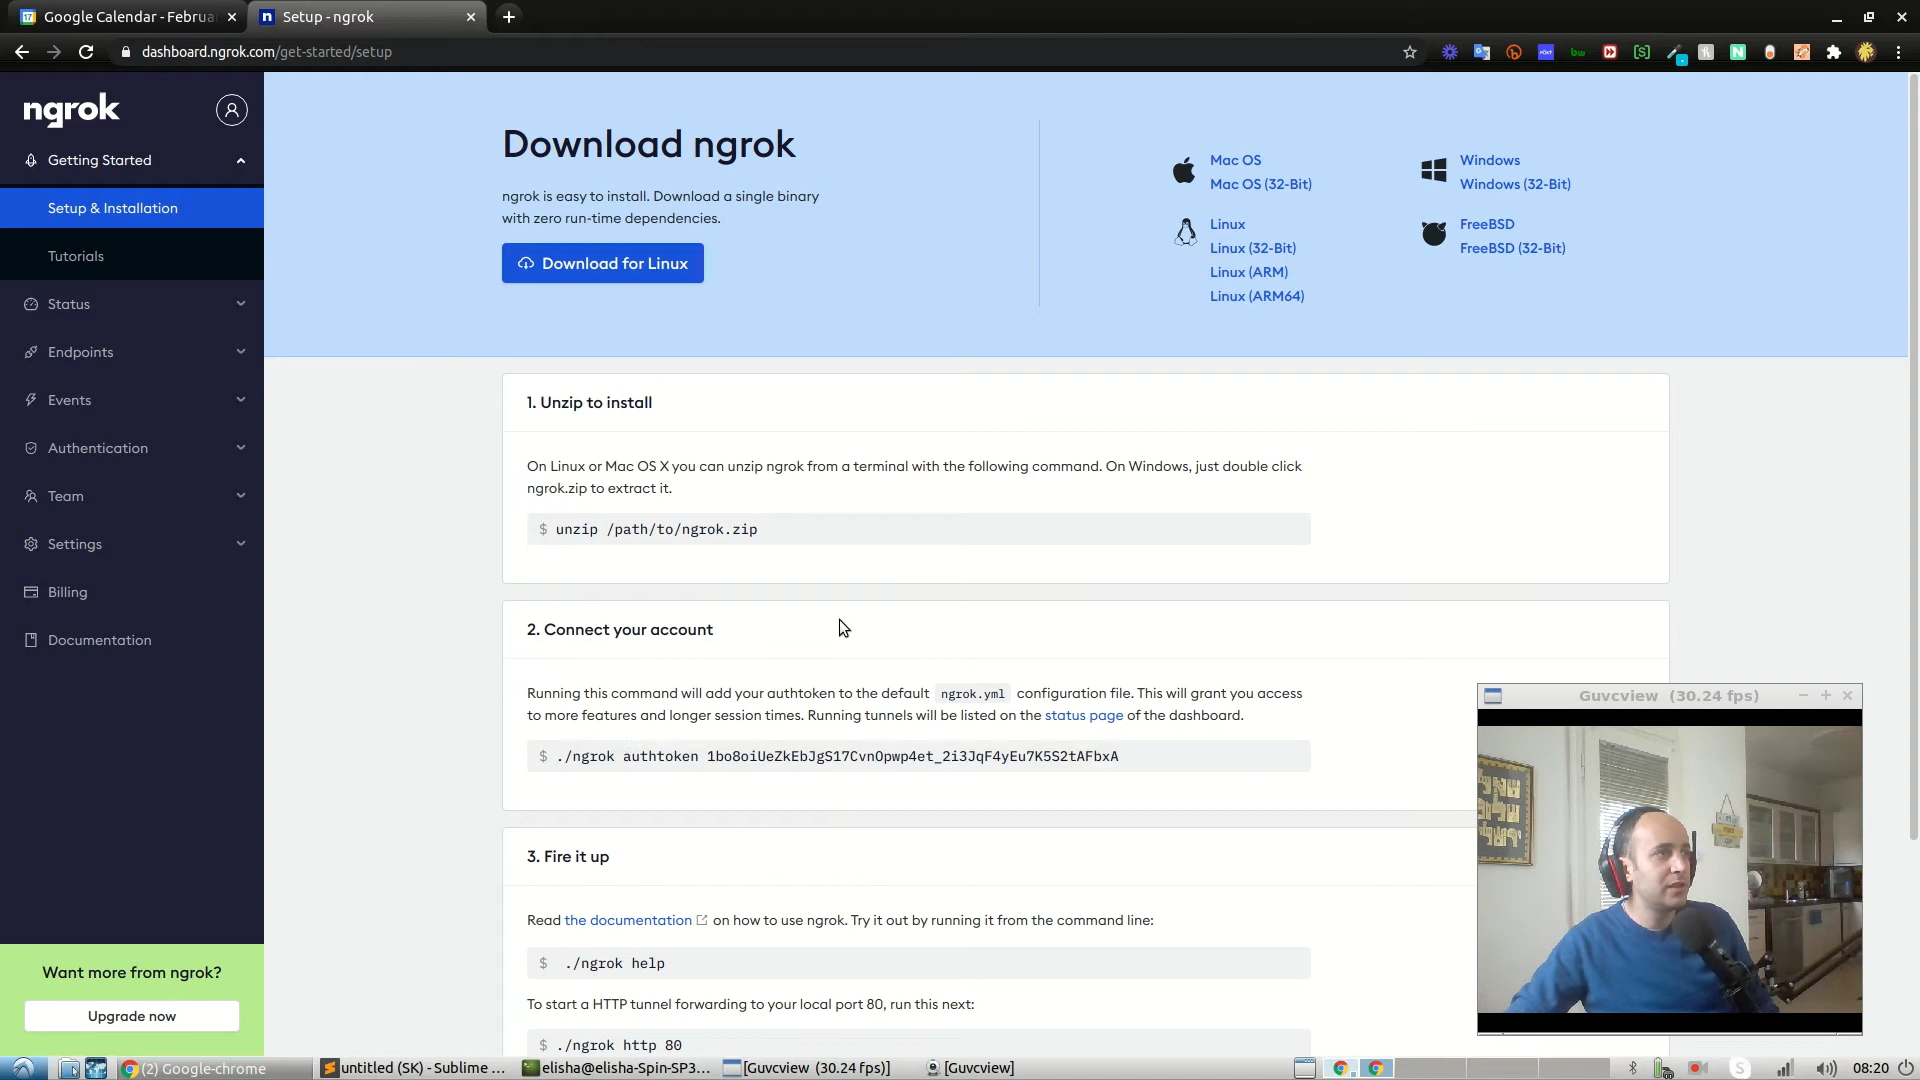 Google Calendar - Februa
Setup - ngrok
dashboard.ngrok.com/get-started/setup
ngrok
Getting Started
Setup & Installation
Tutorials
Status
Endpoints
Events
Authentication
Team
Settings
Billing
Documentation
Want more from ngrok?
Upgrade now
Download ngrok
ngrok is easy to install. Download a single binary
with zero run-time dependencies.
Download for Linux
Mac OS
Mac OS (32-Bit)
Linux
Linux (32-Bit)
Linux (ARM)
Linux (ARM64)
Windows
Windows (32-Bit)
FreeBSD
FreeBSD (32-Bit)
1. Unzip to install
On Linux or Mac OS X you can unzip ngrok from a terminal with the following command. On Windows, just double click
ngrok.zip to extract it.
$ unzip /path/to/ngrok.zip
2. Connect your account
Running this command will add your authtoken to the default ngrok.yml configuration file. This will grant you access
to more features and longer session times. Running tunnels will be listed on the status page of the dashboard.
$ ./ngrok authtoken 1bo8oiUeZkEbJgS17CvnOpwp4et_2i3JqF4yEu7K5S2tAFbxA
3. Fire it up
Read the documentation on how to use ngrok. Try it out by running it from the command line:
$ ./ngrok help
To start a HTTP tunnel forwarding to your local port 80, run this next:
$ ./ngrok http 80
Guvcview (30.24 fps)
(2) Google-chrome
untitled (SK) - Sublime ...
elisha@elisha-Spin-SP3...
[Guvcview (30.24 fps)]
[Guvcview]
08:20